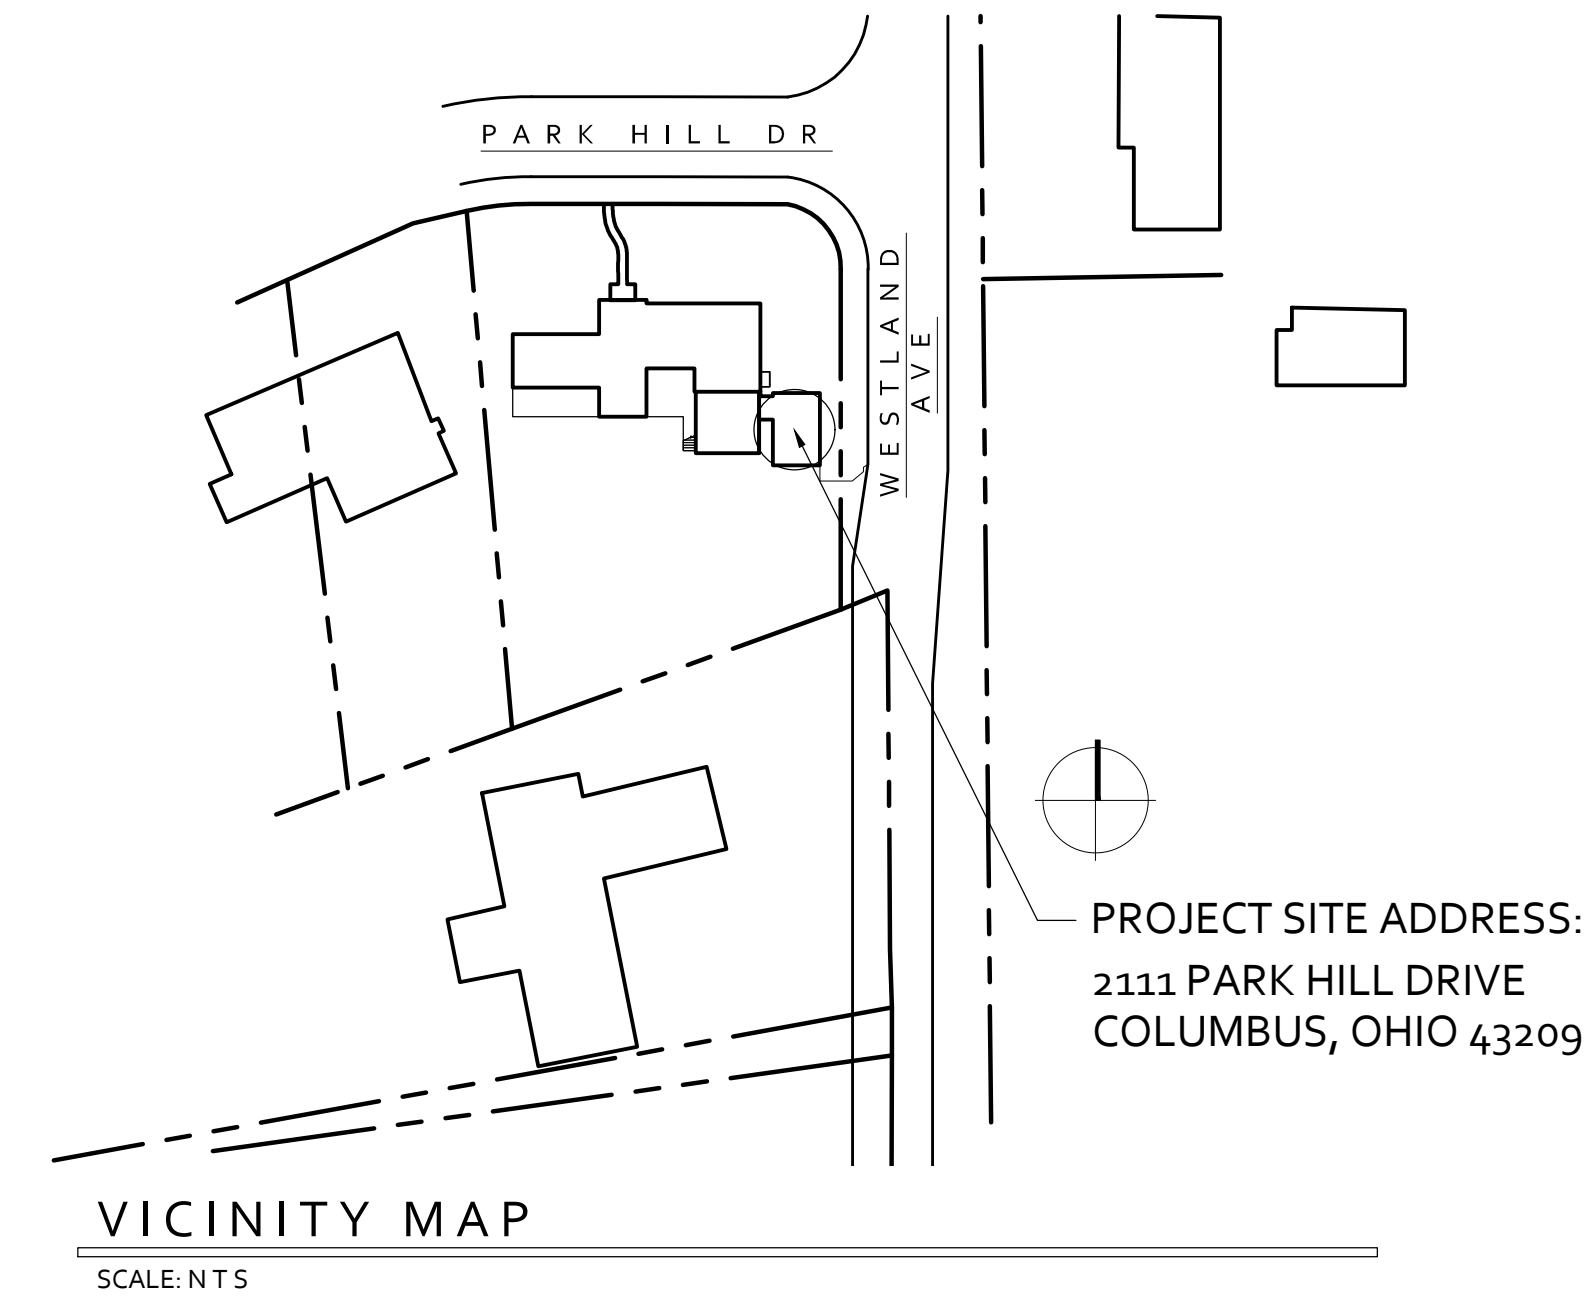 PARK HILL DR
WESTLAND
AVE
PROJECT SITE ADDRESS:
2111 PARK HILL DRIVE
COLUMBUS, OHIO 43209
VICINITY MAP
SCALE: N T S